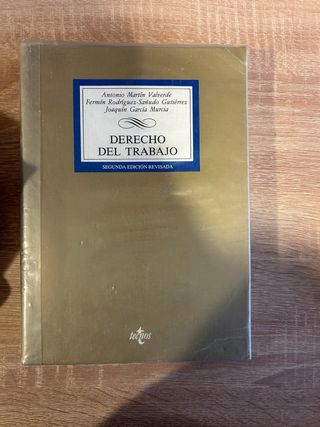 Antonio Martín Valverde
Fermín Rodríguez-Sañudo Gutiérrez
Joaquín García Murcia
DERECHO
DEL TRABAJO
SEGUNDA EDICIÓN REVISADA
tecnos